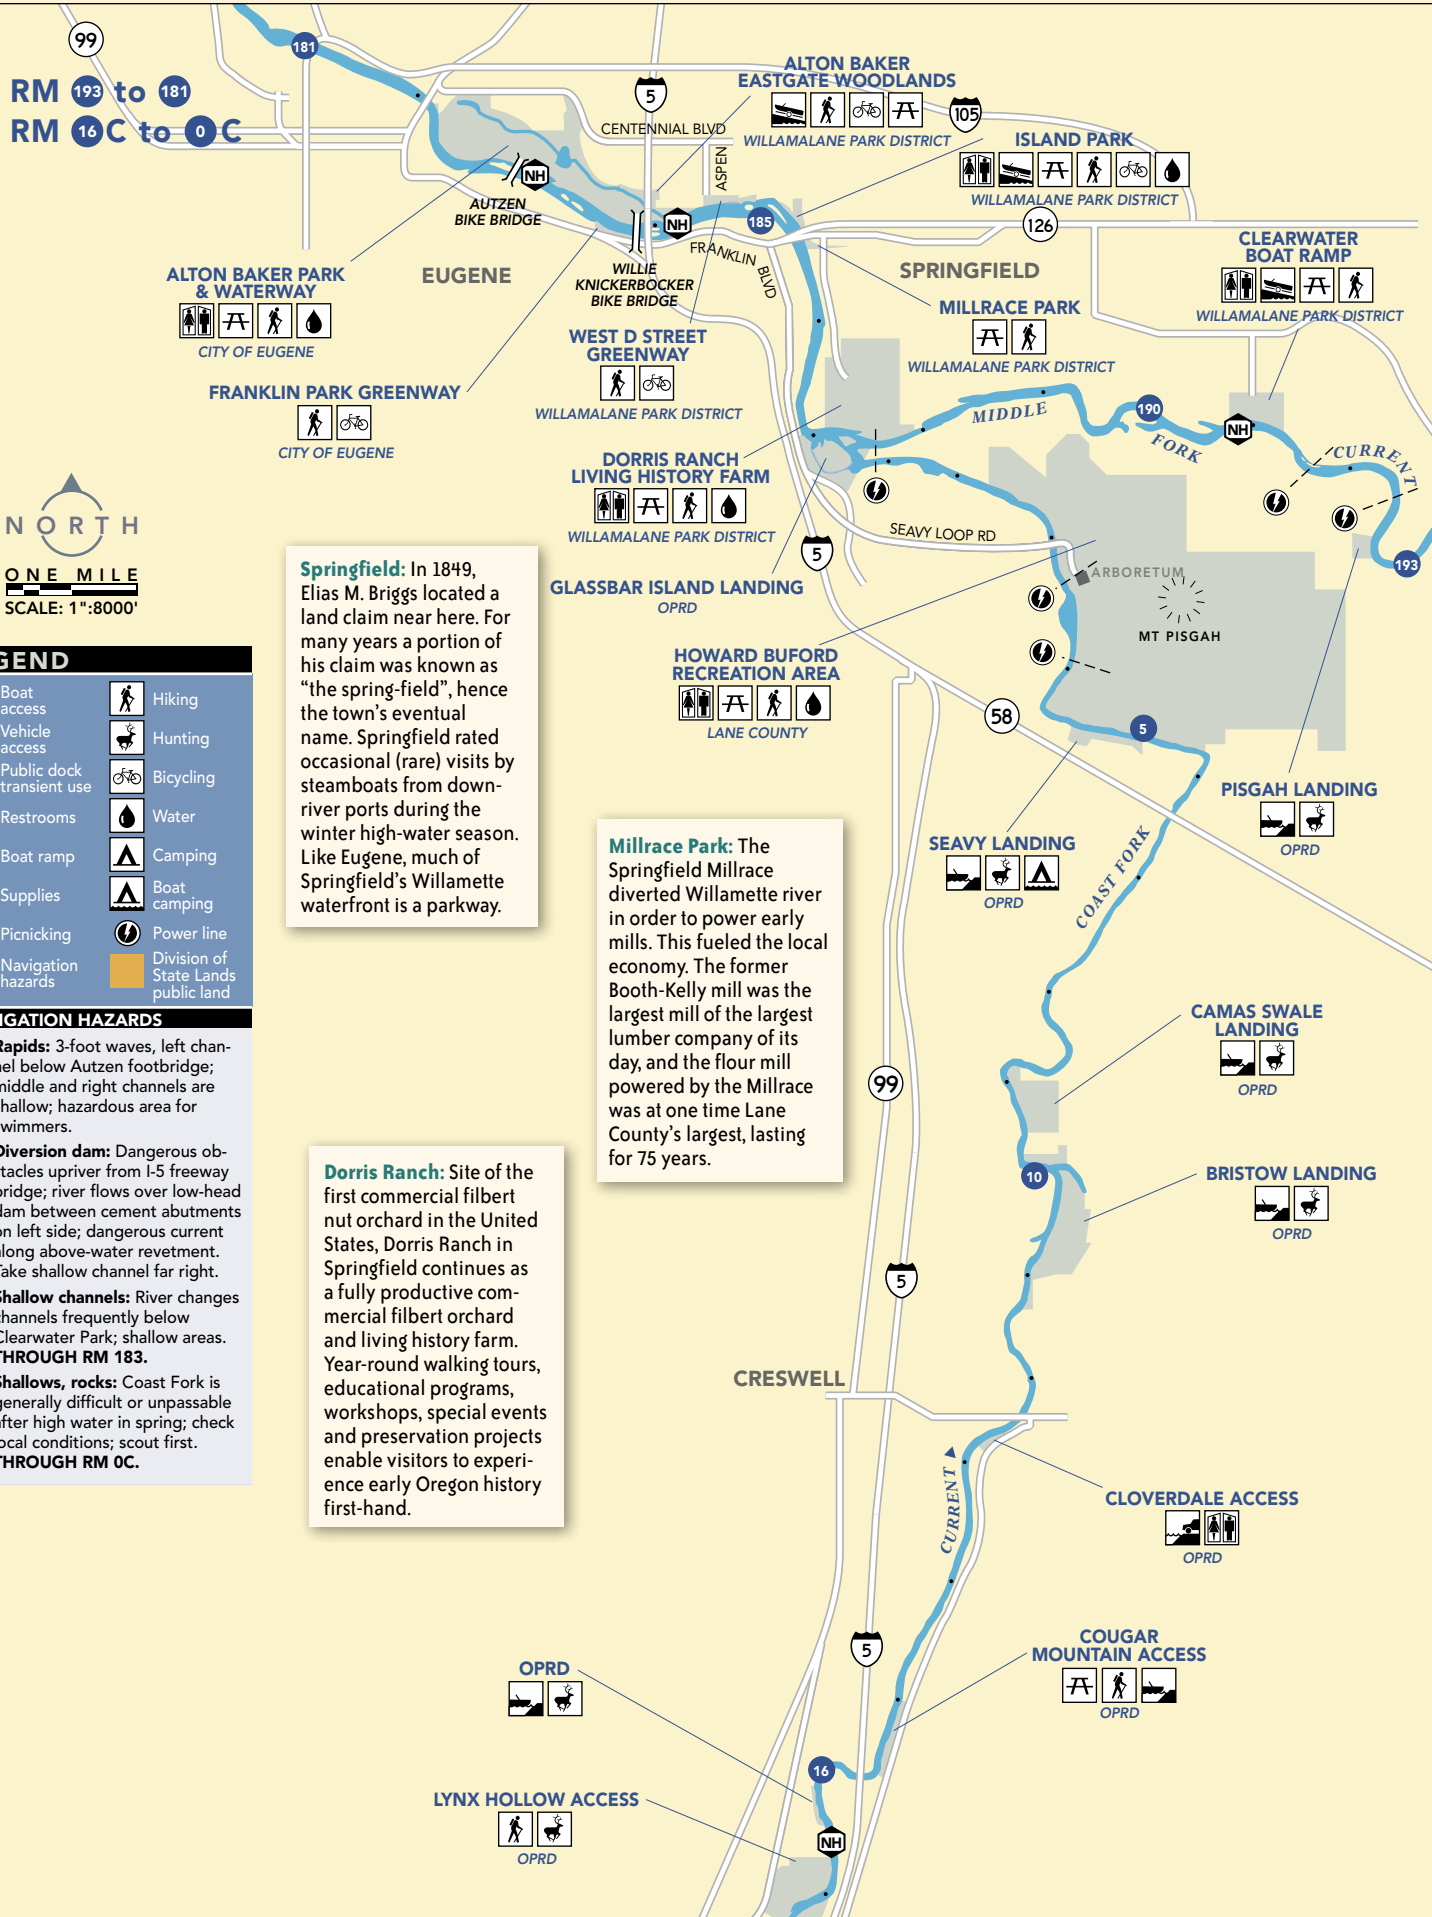 99
181
RM 193 to 181
RM 16 C to 0 C
5
CENTENNIAL BLVD
ASPEN
ALTON BAKER
EASTGATE WOODLANDS
WILLAMALANE PARK DISTRICT
105
ISLAND PARK
WILLAMALANE PARK DISTRICT
126
NH
AUTZEN
BIKE BRIDGE
NH
185
FRANKLIN BLVD
WILLIE
KNICKERBOCKER
BIKE BRIDGE
EUGENE
SPRINGFIELD
ALTON BAKER PARK
& WATERWAY
CITY OF EUGENE
CLEARWATER
BOAT RAMP
WILLAMALANE PARK DISTRICT
MILLRACE PARK
WILLAMALANE PARK DISTRICT
WEST D STREET
GREENWAY
WILLAMALANE PARK DISTRICT
FRANKLIN PARK GREENWAY
CITY OF EUGENE
MIDDLE
FORK
190
NH
CURRENT
193
DORRIS RANCH
LIVING HISTORY FARM
WILLAMALANE PARK DISTRICT
SEAVY LOOP RD
5
GLASSBAR ISLAND LANDING
OPRD
ARBORETUM
MT PISGAH
HOWARD BUFORD
RECREATION AREA
LANE COUNTY
58
5
PISGAH LANDING
OPRD
SEAVY LANDING
OPRD
COAST FORK
NORTH
ONE MILE
SCALE: 1":8000'
GEND
Boat
access
Hiking
Vehicle
access
Hunting
Public dock
transient use
Bicycling
Restrooms
Water
Boat ramp
Camping
Supplies
Boat
camping
Picnicking
Power line
Navigation
hazards
Division of
State Lands
public land
IGATION HAZARDS
Rapids: 3-foot waves, left chan-
nel below Autzen footbridge;
middle and right channels are
hallow; hazardous area for
wimmers.
Diversion dam: Dangerous ob-
tacles upriver from I-5 freeway
bridge; river flows over low-head
dam between cement abutments
on left side; dangerous current
along above-water revetment.
Take shallow channel far right.
Shallow channels: River changes
channels frequently below
Clearwater Park; shallow areas.
THROUGH RM 183.
Shallows, rocks: Coast Fork is
generally difficult or unpassable
after high water in spring; check
local conditions; scout first.
THROUGH RM 0C.
Springfield: In 1849,
Elias M. Briggs located a
land claim near here. For
many years a portion of
his claim was known as
“the spring-field”, hence
the town’s eventual
name. Springfield rated
occasional (rare) visits by
steamboats from down-
river ports during the
winter high-water season.
Like Eugene, much of
Springfield’s Willamette
waterfront is a parkway.
Millrace Park: The
Springfield Millrace
diverted Willamette river
in order to power early
mills. This fueled the local
economy. The former
Booth-Kelly mill was the
largest mill of the largest
lumber company of its
day, and the flour mill
powered by the Millrace
was at one time Lane
County’s largest, lasting
for 75 years.
Dorris Ranch: Site of the
first commercial filbert
nut orchard in the United
States, Dorris Ranch in
Springfield continues as
a fully productive com-
mercial filbert orchard
and living history farm.
Year-round walking tours,
educational programs,
workshops, special events
and preservation projects
enable visitors to experi-
ence early Oregon history
first-hand.
99
CAMAS SWALE
LANDING
OPRD
10
BRISTOW LANDING
OPRD
5
CRESWELL
CURRENT
CLOVERDALE ACCESS
OPRD
5
COUGAR
MOUNTAIN ACCESS
OPRD
OPRD
16
LYNX HOLLOW ACCESS
OPRD
NH